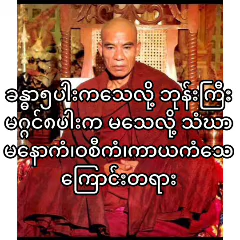 ခန္ဓာ၅ပါးကသေလို့ ဘုန်းကြီး
မဂ္ဂင်၈ပါးက မသေလို့ သံဃာ
မနောကံ၊ဝစီကံ၊ကာယကံသေ
ကြောင်းတရား